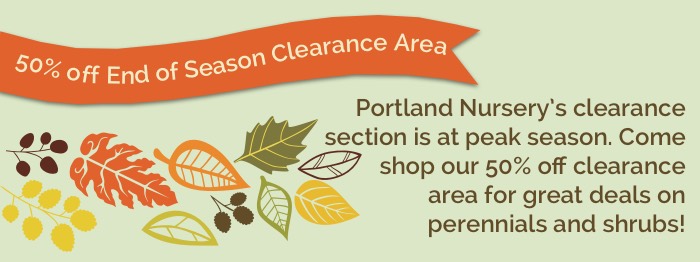 50% off End of Season Clearance Area
Portland Nursery's clearance
section is at peak season. Come
shop our 50% off clearance
area for great deals on
perennials and shrubs!